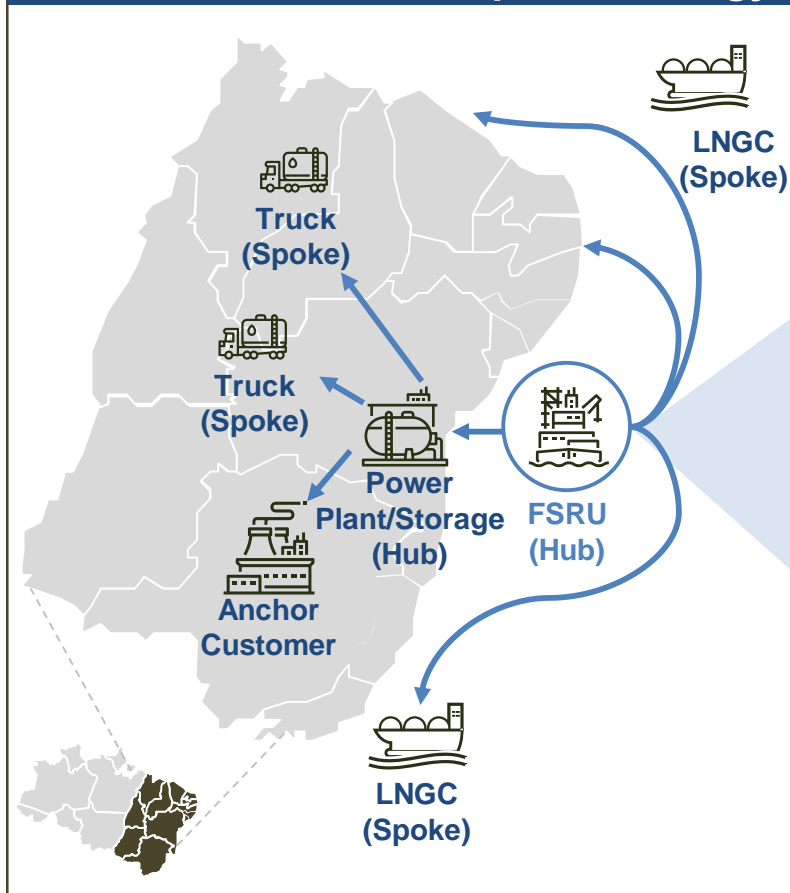 LNGC
(Spoke)
Truck
(Spoke)
Truck
(Spoke)
Power
Plant/Storage
(Hub)
FSRU
(Hub)
Anchor
Customer
LNGC
(Spoke)